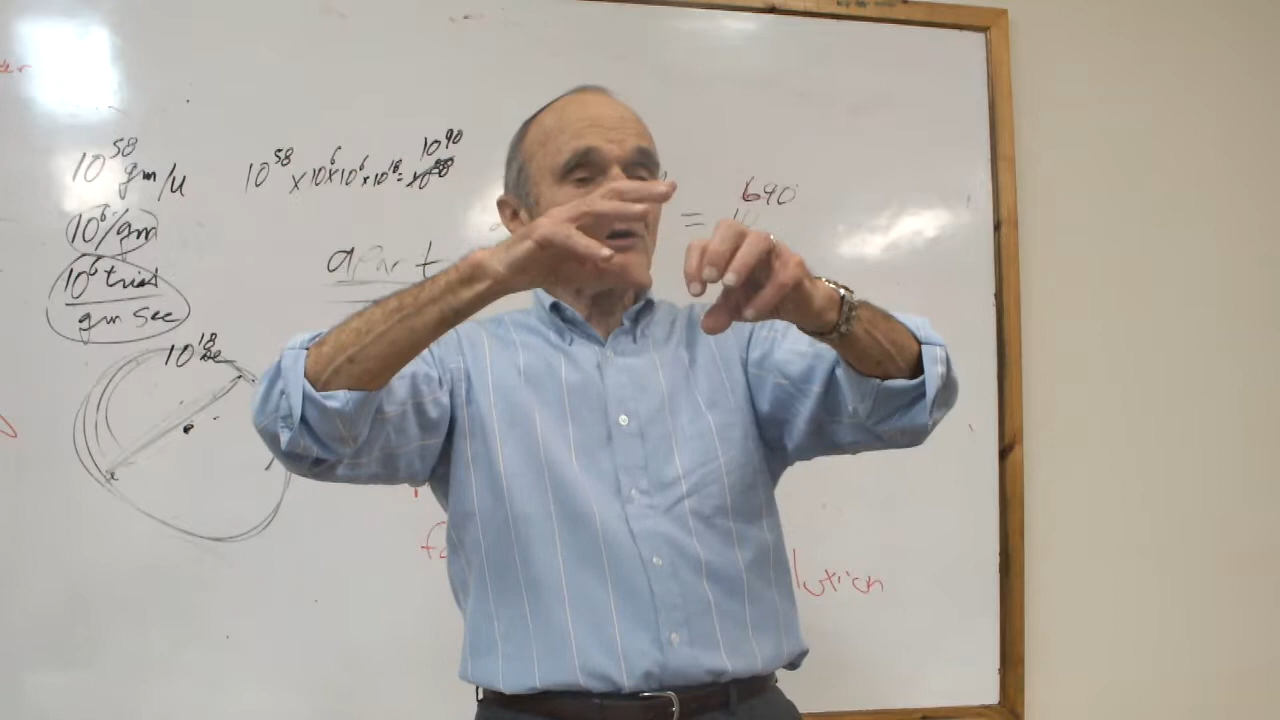 10^58 gm/u
10^58 x 10^6 x 10^6 x 10^18 = 10^90
10^6/gm
= 10^690
apart
10^6 trial
gm sec
10^18
lution